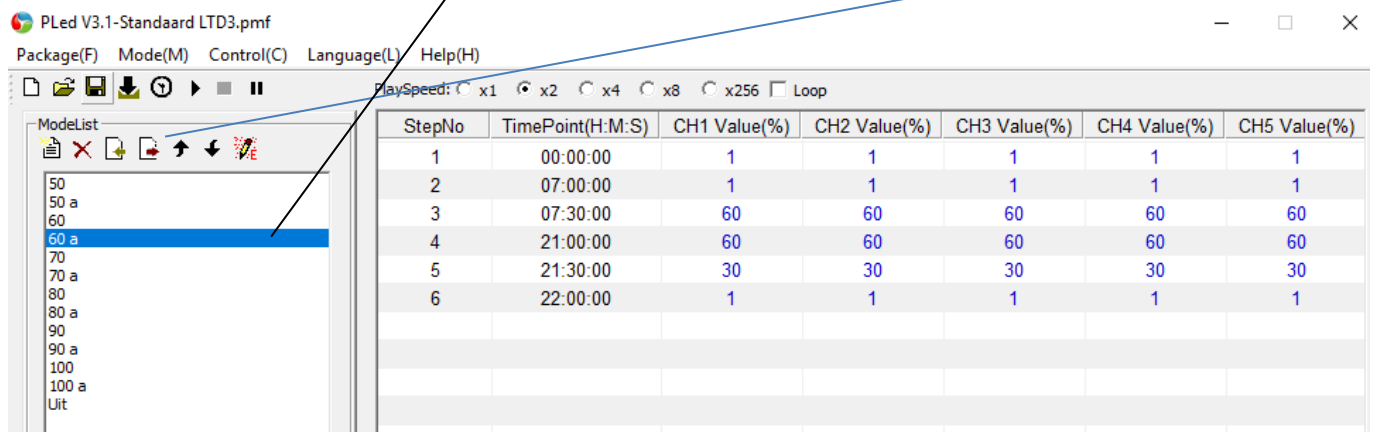 PLed V3.1-Standaard LTD3.pmf
Package(F) Mode(M) Control(C) Language(L) Help(H)
PlaySpeed: x1 x2 x4 x8 x256 Loop
ModeList
E
50
50 a
60
60 a
70
70 a
80
80 a
90
90 a
100
100 a
Uit
StepNo TimePoint(H:M:S) CH1 Value(%) CH2 Value(%) CH3 Value(%) CH4 Value(%) CH5 Value(%)
1 00:00:00 1 1 1 1 1
2 07:00:00 1 1 1 1 1
3 07:30:00 60 60 60 60 60
4 21:00:00 60 60 60 60 60
5 21:30:00 30 30 30 30 30
6 22:00:00 1 1 1 1 1